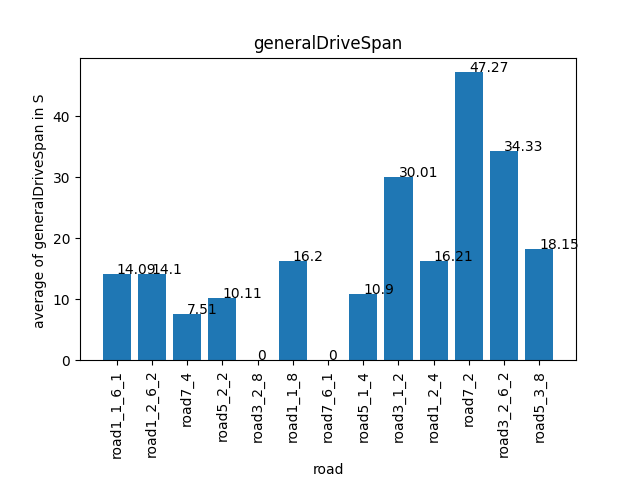 generalDriveSpan
average of generalDriveSpan in S
40
30
20
10
0
14.09
14.1
7.51
10.11
0
16.2
0
10.9
30.01
16.21
47.27
34.33
18.15
road1_1_6_1
road1_2_6_2
road7_4
road5_2_2
road3_2_8
road1_1_8
road7_6_1
road5_1_4
road3_1_2
road1_2_4
road7_2
road3_2_6_2
road5_3_8
road